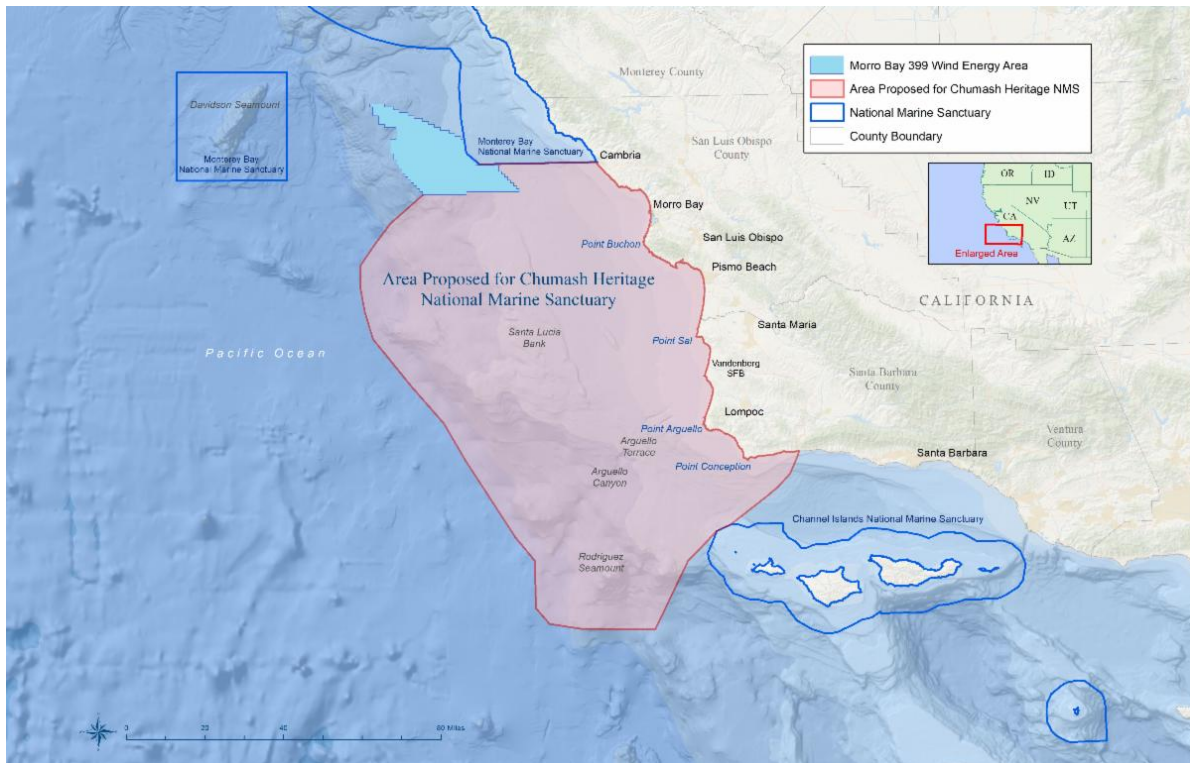 Morro Bay 399 Wind Energy Area
Area Proposed for Chumash Heritage NMS
National Marine Sanctuary
County Boundary
OR
ID
NV
UT
CA
AZ
Enlarged Area
Davidson Seamount
Monterey Bay
National Marine Sanctuary
Monterey Bay
National Marine Sanctuary
Monterey County
San Luis Obispo
County
Cambria
Morro Bay
Point Buchon
San Luis Obispo
Pismo Beach
Area Proposed for Chumash Heritage
National Marine Sanctuary
CALIFORNIA
Santa Lucia
Bank
Point Sal
Santa Maria
Pacific Ocean
Vandenberg
SFB
Santa Barbara
County
Lompoc
Point Arguello
Arguello
Terrace
Ventura
County
Santa Barbara
Point Conception
Arguello
Canyon
Channel Islands National Marine Sanctuary
Rodriguez
Seamount
0
20
40
80 Miles